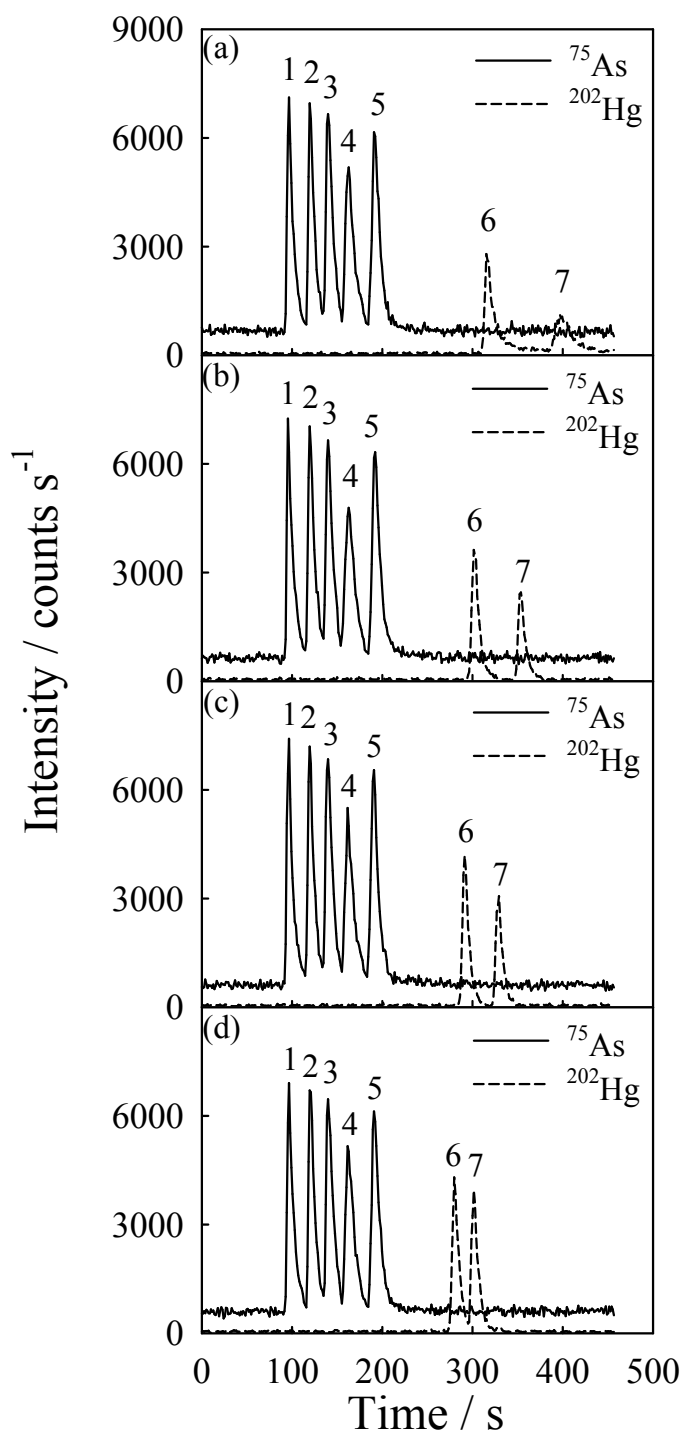 Intensity / counts s⁻¹
9000
(a)
⁷⁵As
²⁰²Hg
1 2 3 4 5 6 7
6000
3000
0
(b)
⁷⁵As
²⁰²Hg
1 2 3 4 5 6 7
6000
3000
0
(c)
⁷⁵As
²⁰²Hg
1 2 3 4 5 6 7
6000
3000
0
(d)
⁷⁵As
²⁰²Hg
1 2 3 4 5 6 7
6000
3000
0
0 100 200 300 400 500
Time / s